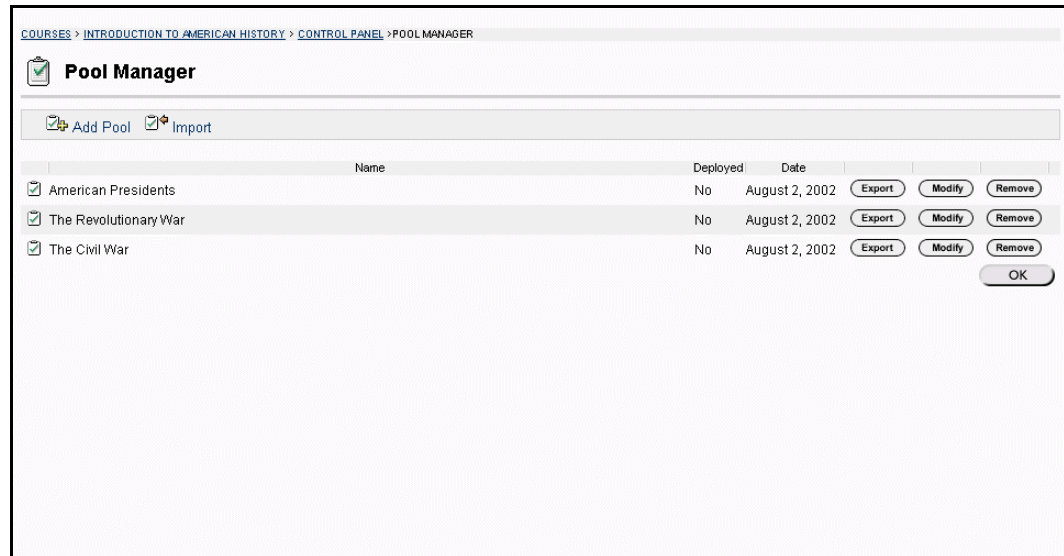 COURSES > INTRODUCTION TO AMERICAN HISTORY > CONTROL PANEL >POOL MANAGER
Pool Manager
Add Pool Import
Name Deployed Date
American Presidents No August 2, 2002 Export Modify Remove
The Revolutionary War No August 2, 2002 Export Modify Remove
The Civil War No August 2, 2002 Export Modify Remove
OK